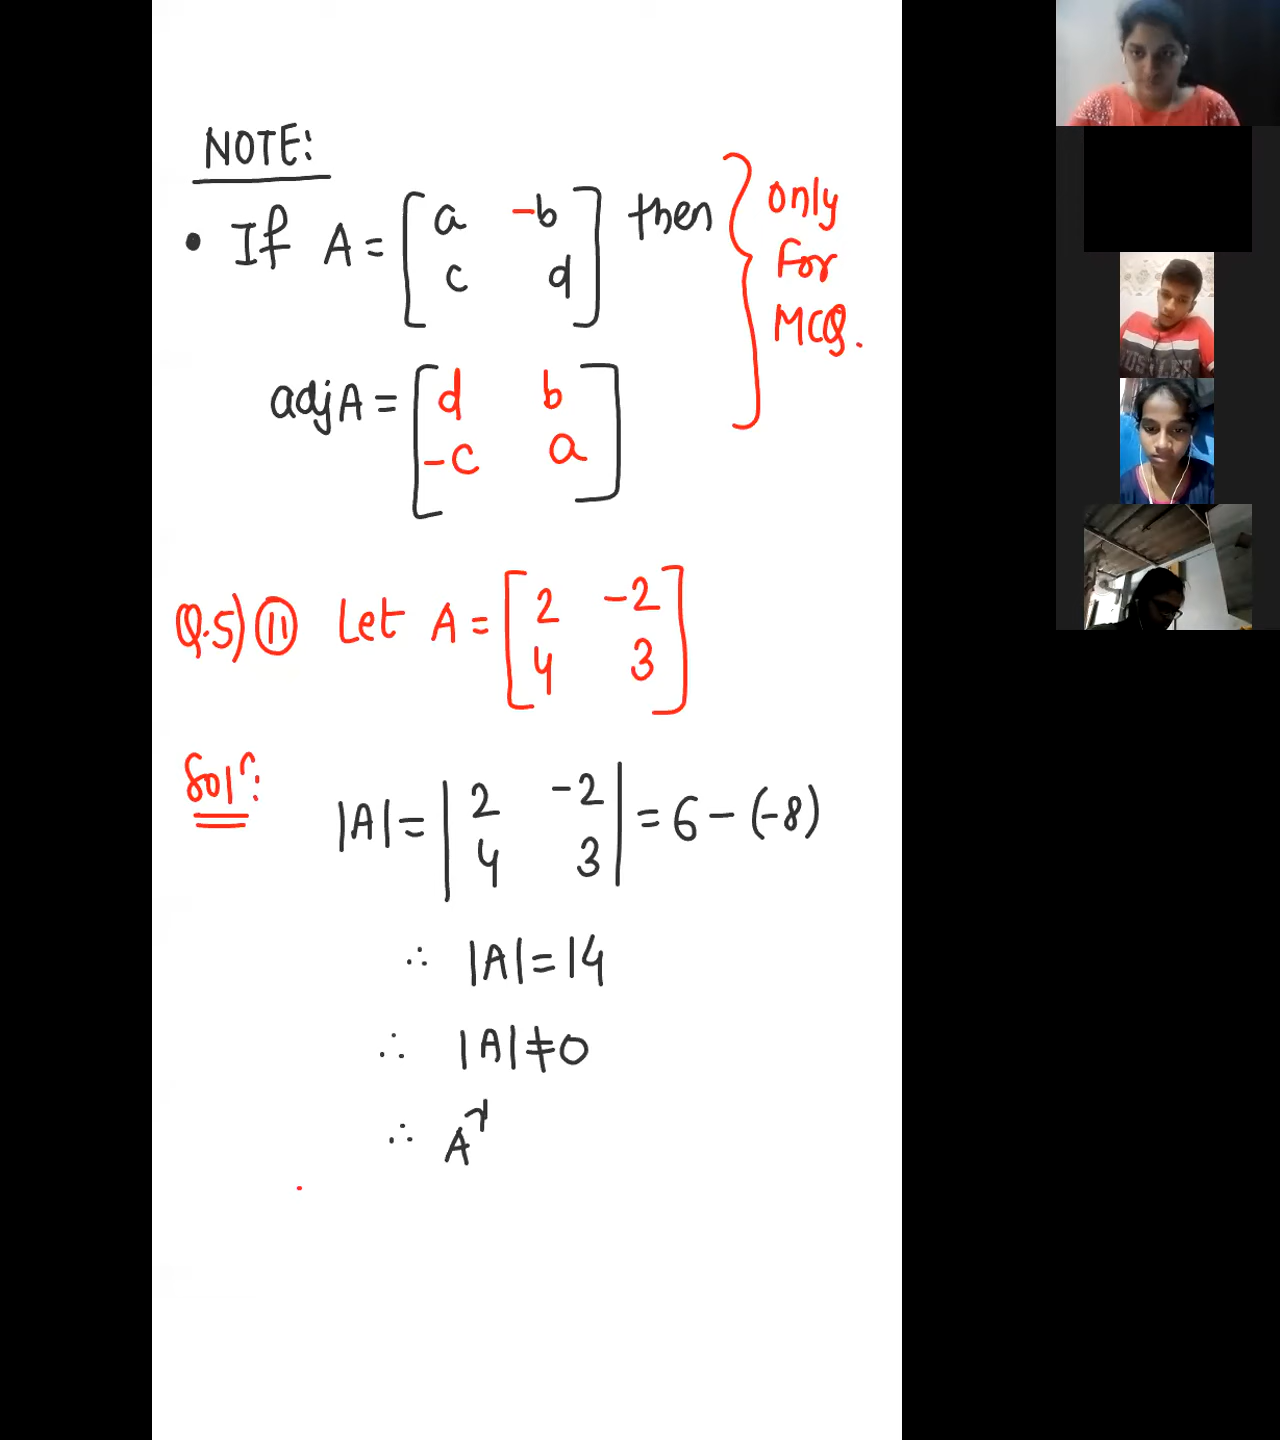 NOTE:
• If A = [a -b
c d] then
adj A = [d b
-c a]
only
For
MCQ.
Q.5) ⑪ Let A = [2 -2
4 3]
Solⁿ:
|A| = |2 -2
4 3| = 6 - (-8)
∴ |A| = 14
∴ |A| ≠ 0
∴ A⁻¹